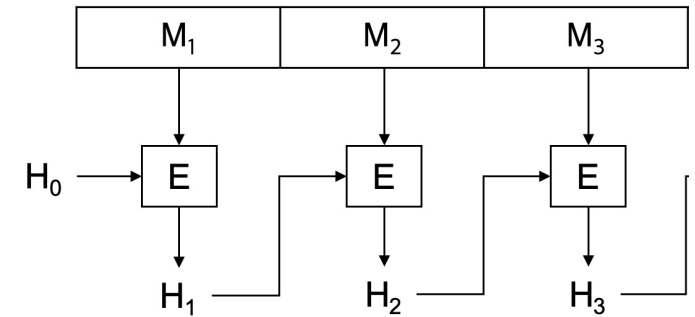 M₁ M₂ M₃
H₀ E E E
H₁ H₂ H₃